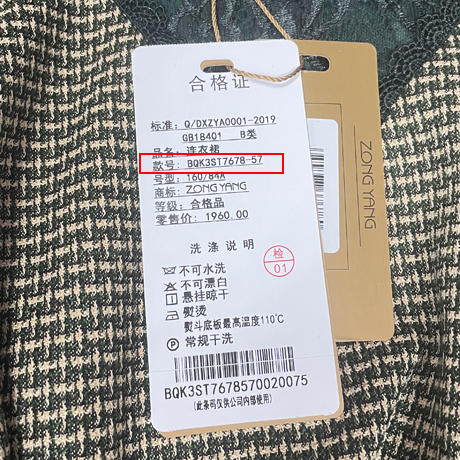 合格证
标准: Q/DXZYA0001-2019
GB18401 B类
品名: 连衣裙
款号: BQK3ST7678-57
号型: 160/84A
商标: ZONG YANG
等级: 合格品
零售价: 1960.00
洗涤说明
检
01
不可水洗
不可漂白
悬挂晾干
熨烫
熨斗底板最高温度110℃
常规干洗
BQK3ST7678570020075
(此条码仅供公司内部使用)
ZONG YANG